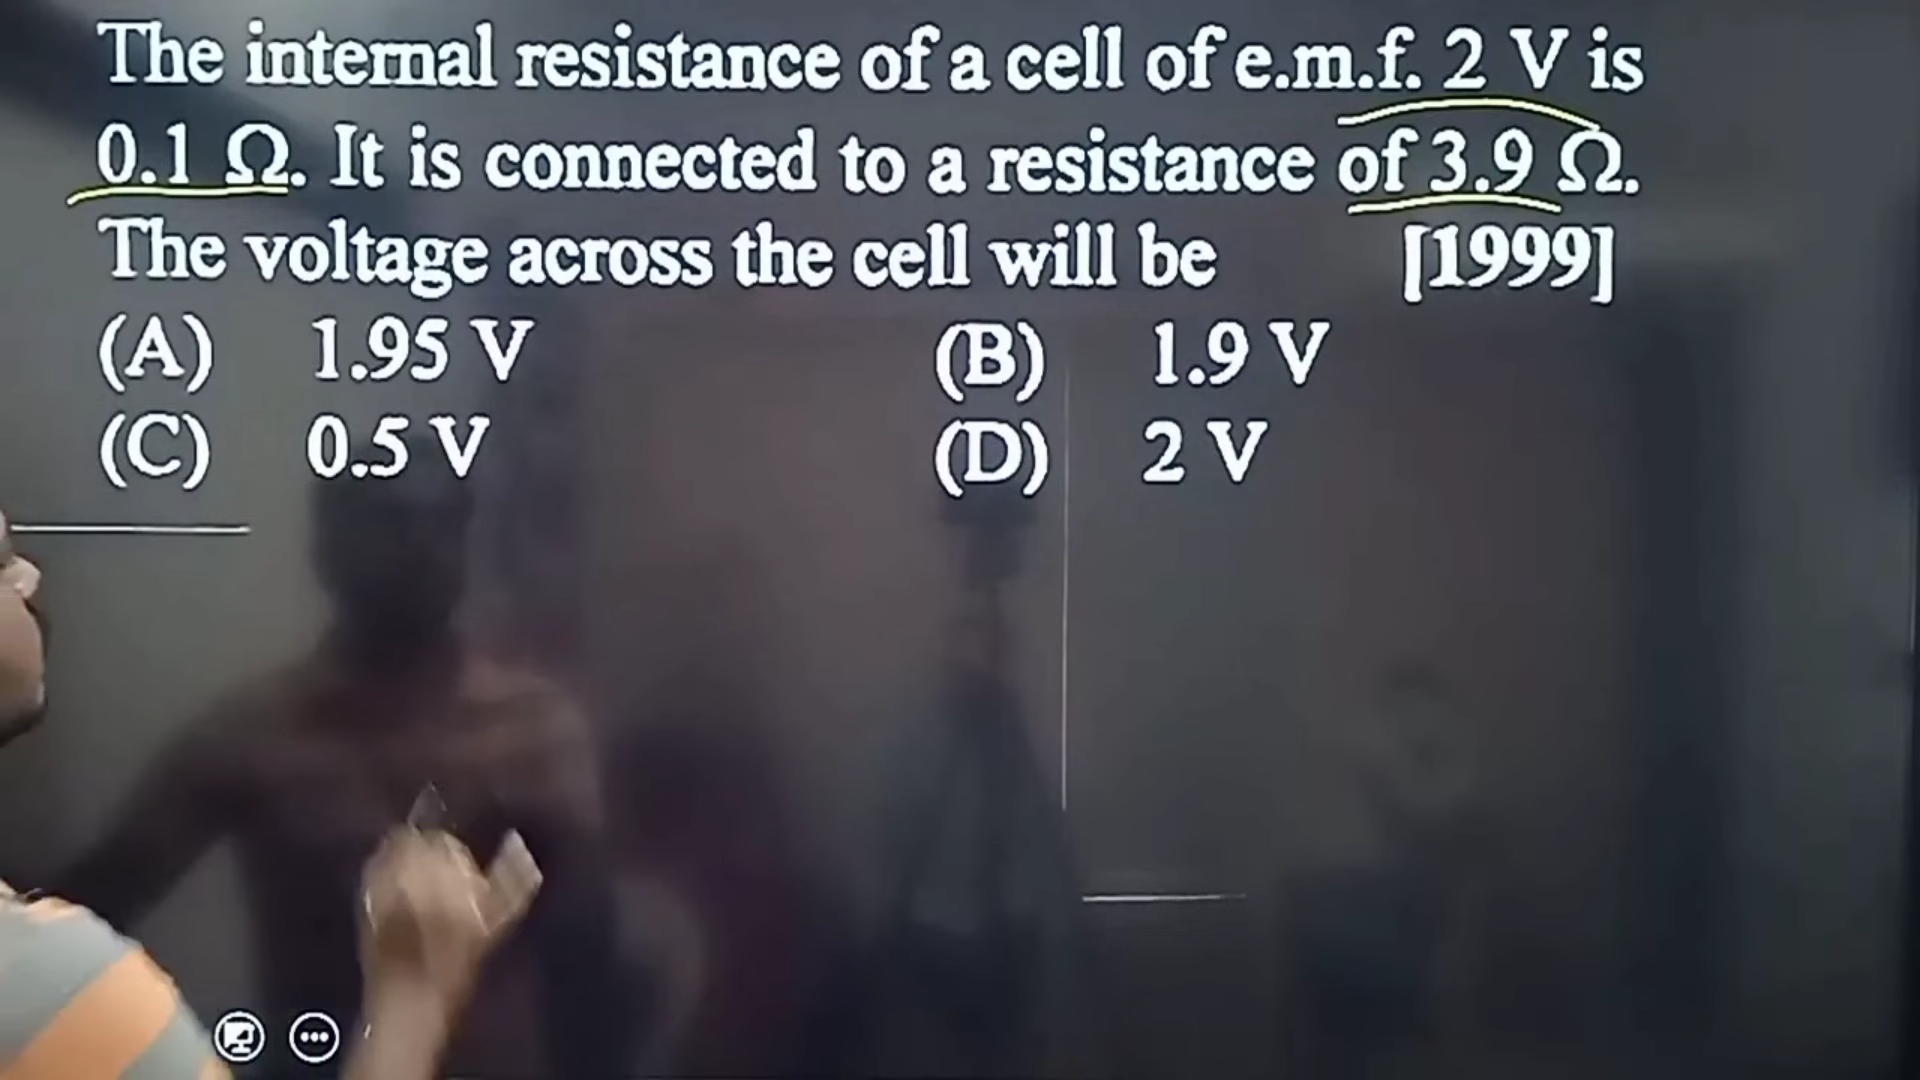 The internal resistance of a cell of e.m.f. 2 V is
0.1 Ω. It is connected to a resistance of 3.9 Ω.
The voltage across the cell will be [1999]
(A) 1.95 V (B) 1.9 V
(C) 0.5 V (D) 2 V